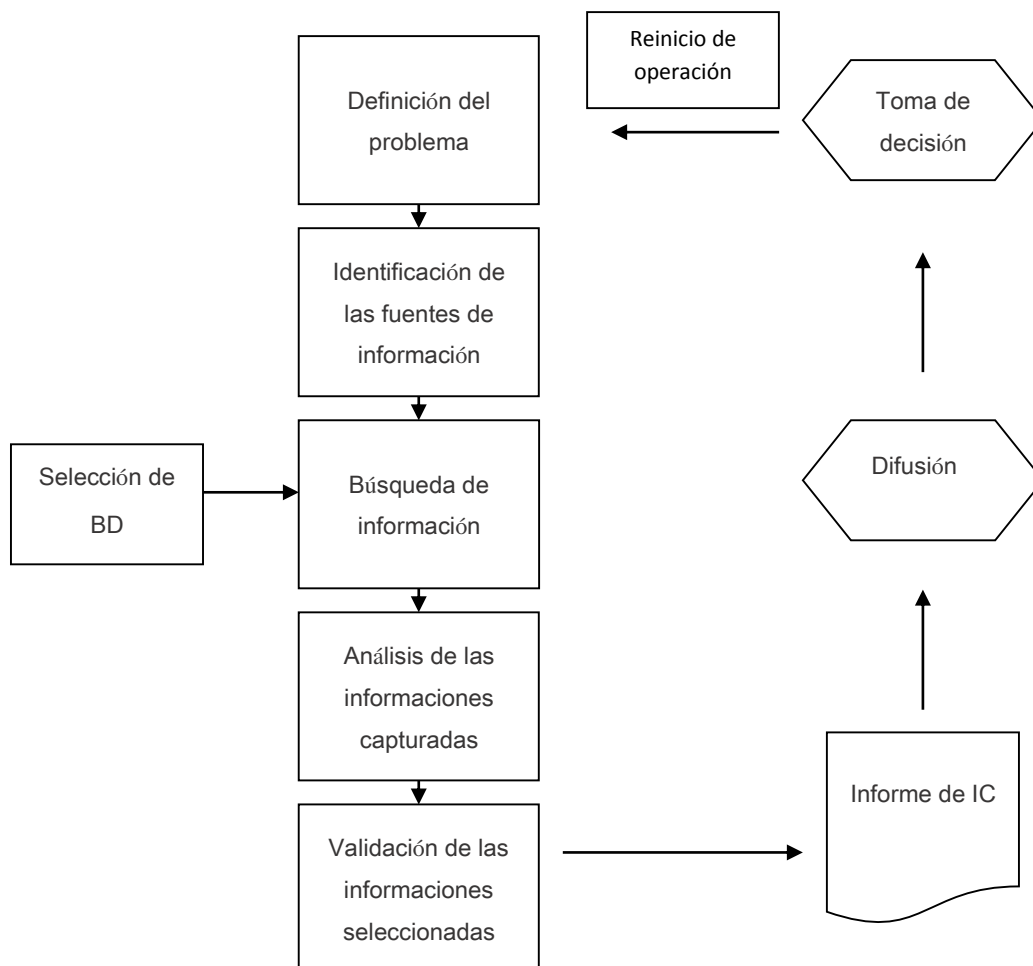 Reinicio de
operación
Toma de
decisión
Definición del
problema
Identificación de
las fuentes de
información
Selección de
BD
Búsqueda de
información
Difusión
Análisis de las
informaciones
capturadas
Informe de IC
Validación de las
informaciones
seleccionadas